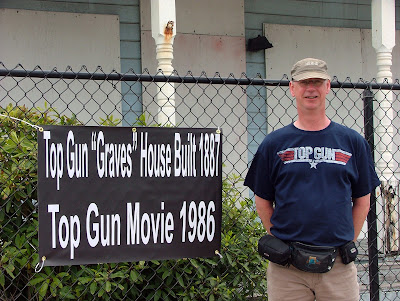 Top Gun “Graves” House Built 1887
Top Gun Movie 1986
TOP GUN